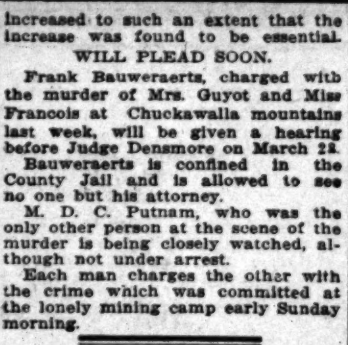 increased to such an extent that the
increase was found to be essential.
WILL PLEAD SOON.
Frank Bauweraerts, charged with
the murder of Mrs. Guyot and Miss
Francois at Chuckawalla mountains
last week, will be given a hearing
before Judge Densmore on March
Bauweraerts is confined in the
County Jail and is allowed to see
no one but his attorney.
M. D. C. Putnam, who was the
only other person at the scene of the
murder is being closely watched, al-
though not under arrest.
Each man charges the other with
the crime which was committed at
the lonely mining camp early Sunday
morning.